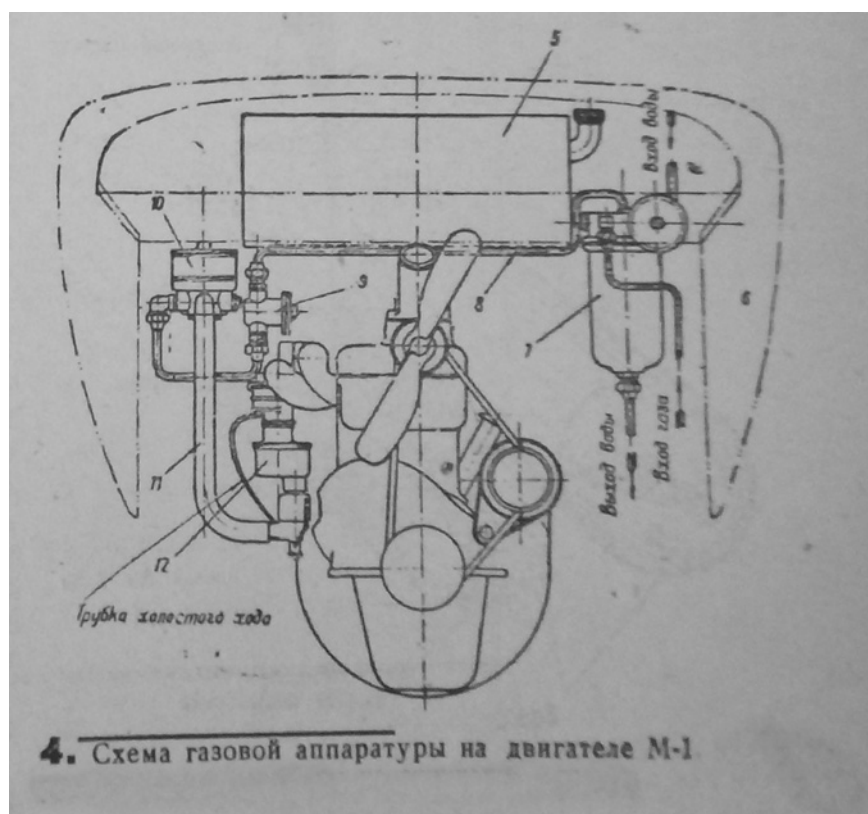 5
Вход воды
10
9
8
7
6
11
12
Выход воды
Вход газа
Трубка холостого хода
4. Схема газовой аппаратуры на двигателе М-1